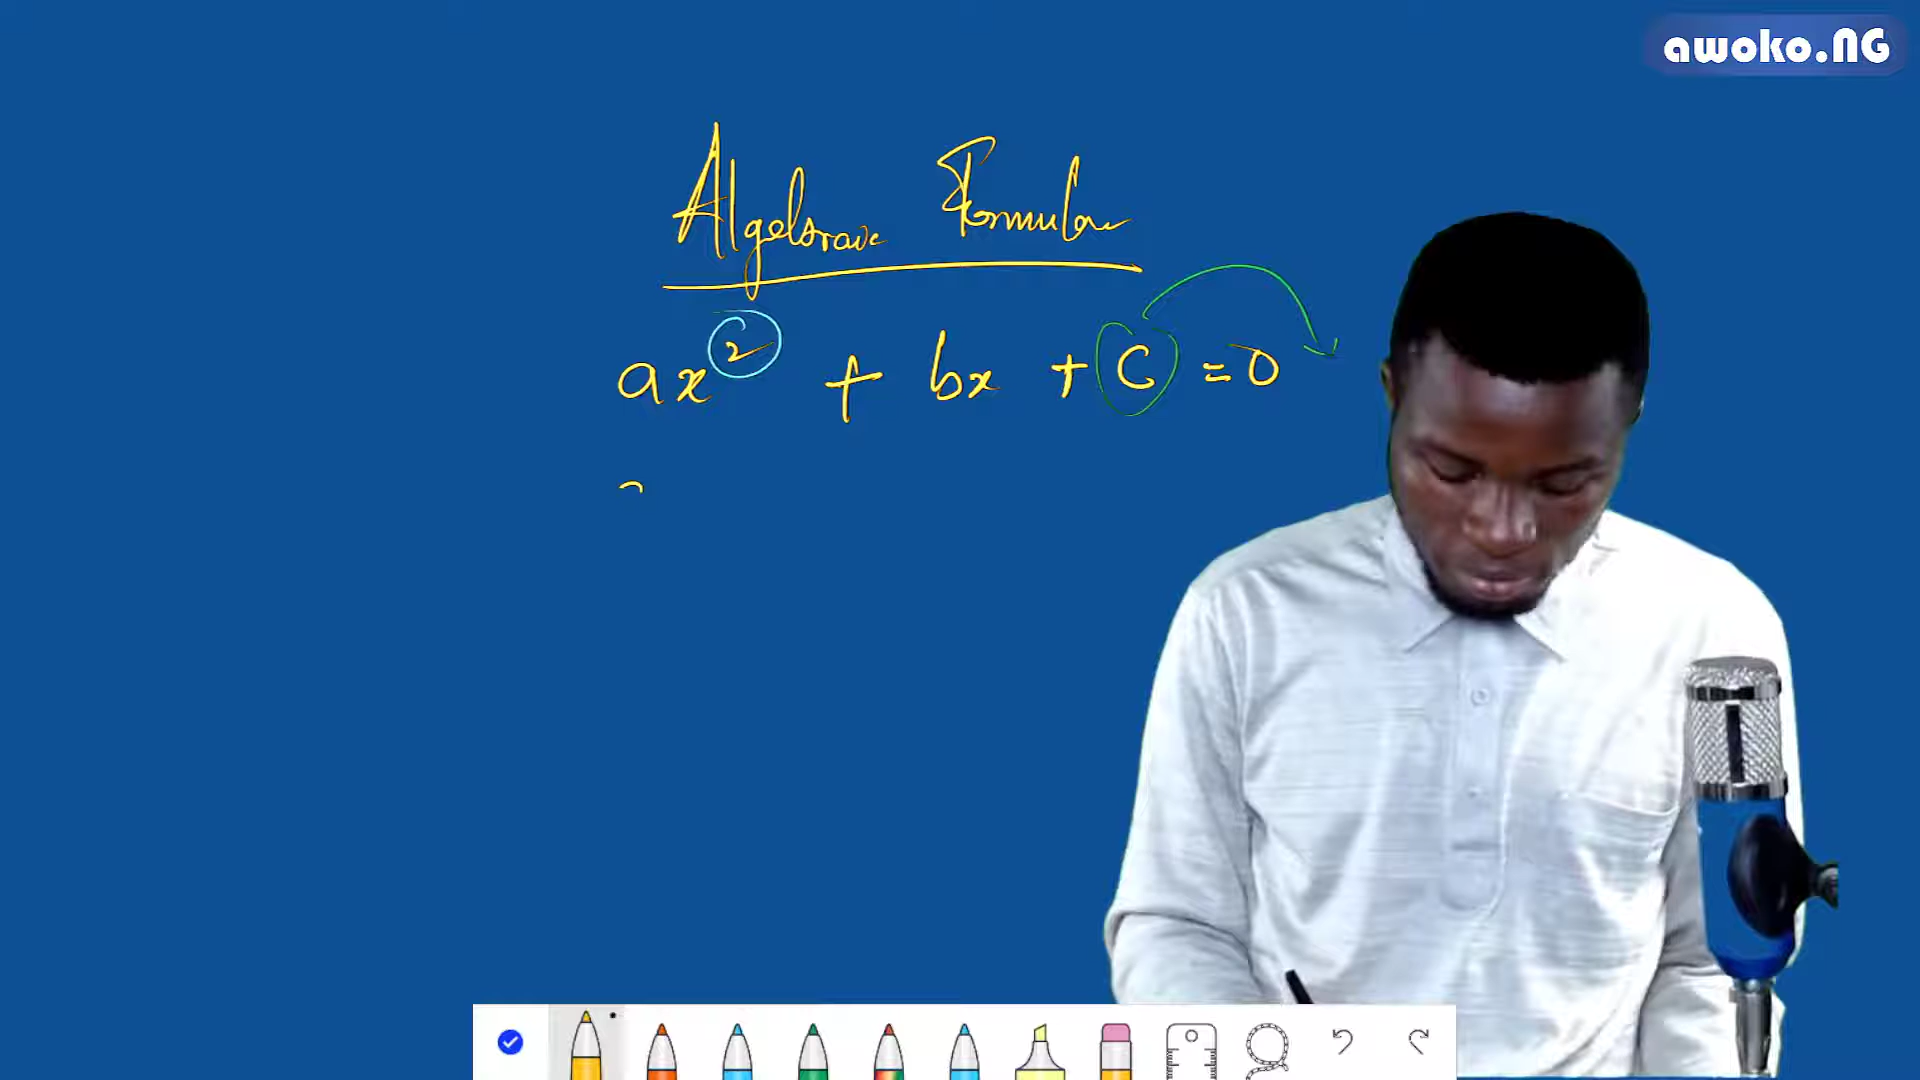 awoko.NG
Algebraic Formula
ax² + bx + c = 0